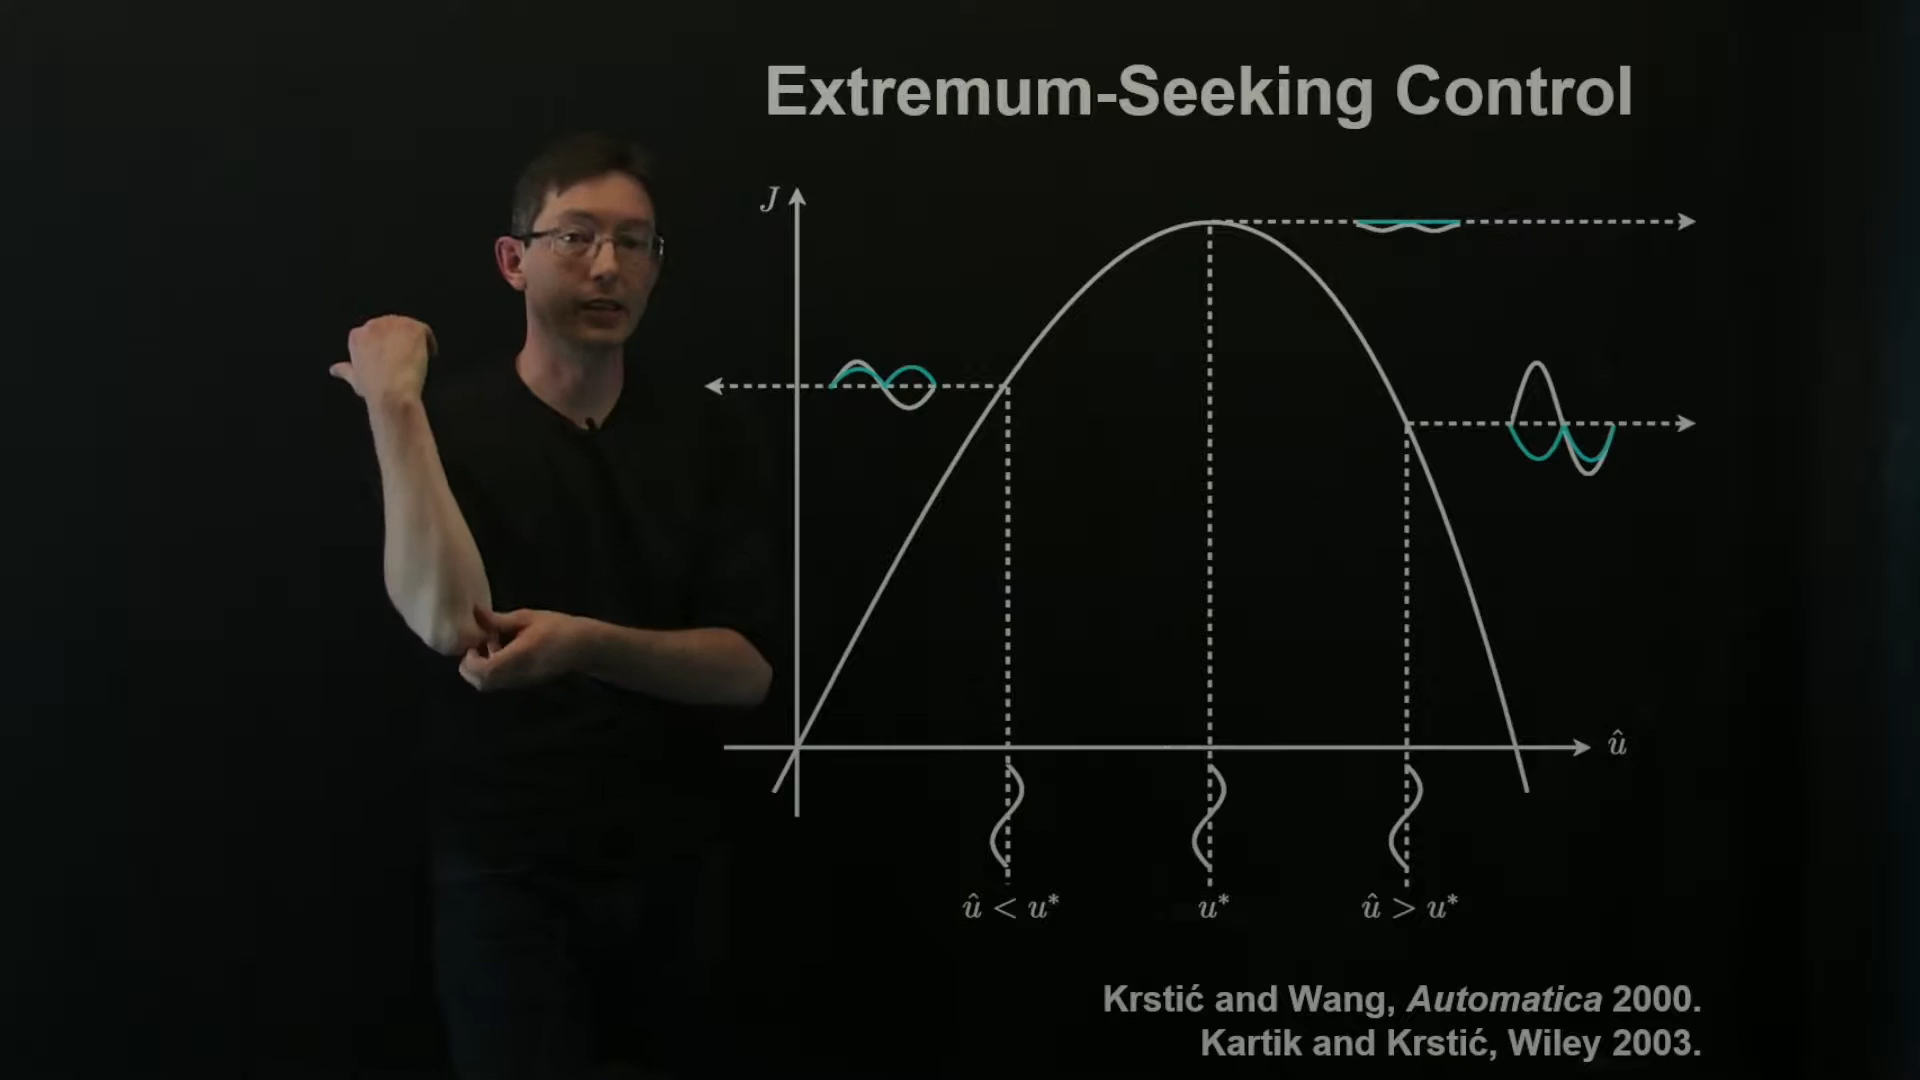 Extremum-Seeking Control
J
û
û < u*
u*
û > u*
Krstić and Wang, Automatica 2000.
Kartik and Krstić, Wiley 2003.